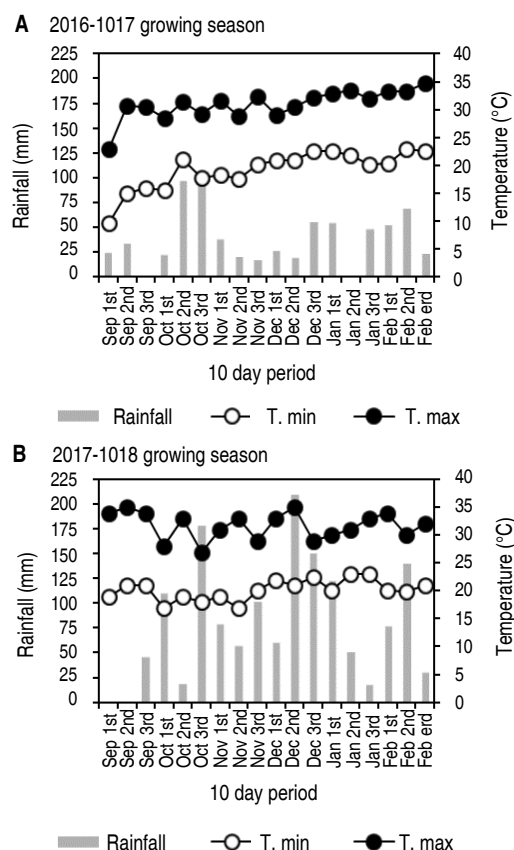 A 2016-1017 growing season
225
200
175
150
125
100
75
50
25
0
Rainfall (mm)
40
35
30
25
20
15
10
5
0
Temperature (°C)
Sep 1st
Sep 2nd
Sep 3rd
Oct 1st
Oct 2nd
Oct 3rd
Nov 1st
Nov 2nd
Nov 3rd
Dec 1st
Dec 2nd
Dec 3rd
Jan 1st
Jan 2nd
Jan 3rd
Feb 1st
Feb 2nd
Feb erd
10 day period
Rainfall T. min T. max
B 2017-1018 growing season
225
200
175
150
125
100
75
50
25
0
Rainfall (mm)
40
35
30
25
20
15
10
5
0
Temperature (°C)
Sep 1st
Sep 2nd
Sep 3rd
Oct 1st
Oct 2nd
Oct 3rd
Nov 1st
Nov 2nd
Nov 3rd
Dec 1st
Dec 2nd
Dec 3rd
Jan 1st
Jan 2nd
Jan 3rd
Feb 1st
Feb 2nd
Feb erd
10 day period
Rainfall T. min T. max